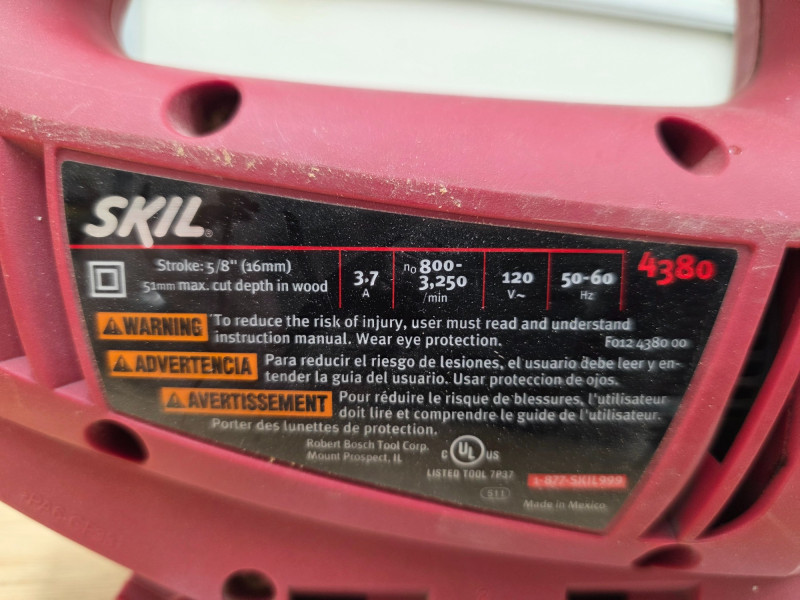 SKIL®
4380
Stroke: 5/8" (16mm)
51mm max. cut depth in wood
3.7
A
no 800-
3,250
/min
120
V~
50-60
Hz
WARNING To reduce the risk of injury, user must read and understand
instruction manual. Wear eye protection.
F012 4380 00
ADVERTENCIA Para reducir el riesgo de lesiones, el usuario debe leer y en-
tender la guia del usuario. Usar proteccion de ojos.
AVERTISSEMENT Pour réduire le risque de blessures, l'utilisateur
doit lire et comprendre le guide de l'utilisateur.
Porter des lunettes de protection.
Robert Bosch Tool Corp.
Mount Prospect, IL
C UL US
LISTED TOOL 7P37
1-877-SKIL999
511
Made in Mexico